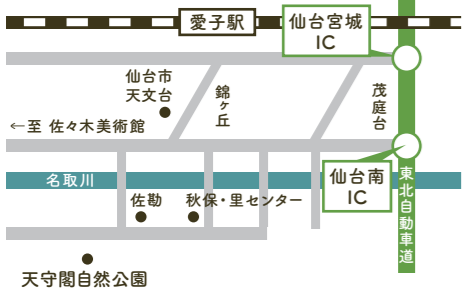 愛子駅
仙台宮城
IC
仙台市
天文台
錦ヶ丘
茂庭台
←至 佐々木美術館
名取川
仙台南
IC
東北自動車道
佐勘
秋保・里センター
天守閣自然公園